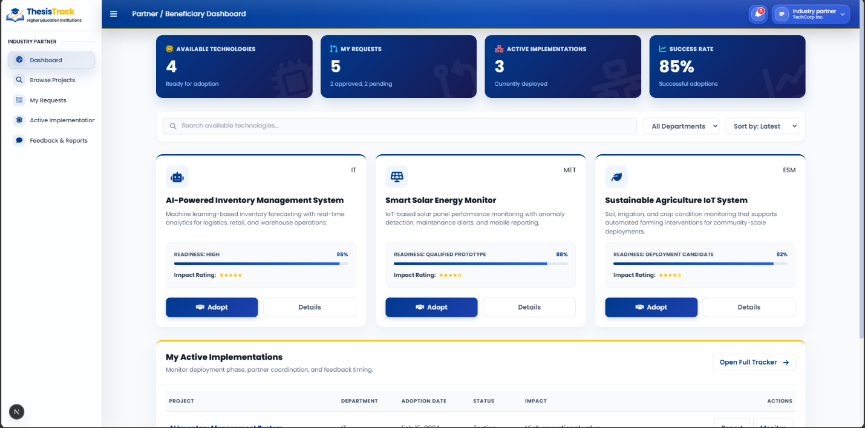 ThesisTrack
Higher Education Institutions
Partner / Beneficiary Dashboard
Industry partner
TechCorp Inc.
INDUSTRY PARTNER
Dashboard
Browse Projects
My Requests
Active Implementation
Feedback & Reports
AVAILABLE TECHNOLOGIES
4
Ready for adoption
MY REQUESTS
5
2 approved, 2 pending
ACTIVE IMPLEMENTATIONS
3
Currently deployed
SUCCESS RATE
85%
Successful adoptions
Search available technologies...
All Departments
Sort by: Latest
IT
AI-Powered Inventory Management System
Machine learning-based inventory forecasting with real-time
analytics for logistics, retail, and warehouse operations.
READINESS: HIGH 95%
Impact Rating: ★★★★★
Adopt Details
MET
Smart Solar Energy Monitor
IoT-based solar panel performance monitoring with anomaly
detection, maintenance alerts, and mobile reporting.
READINESS: QUALIFIED PROTOTYPE 88%
Impact Rating: ★★★★☆
Adopt Details
ESM
Sustainable Agriculture IoT System
Soil, irrigation, and crop condition monitoring that supports
automated farming interventions for community-scale
deployments.
READINESS: DEPLOYMENT CANDIDATE 92%
Impact Rating: ★★★★☆
Adopt Details
My Active Implementations
Monitor deployment phase, partner coordination, and feedback timing.
Open Full Tracker →
PROJECT DEPARTMENT ADOPTION DATE STATUS IMPACT ACTIONS
N